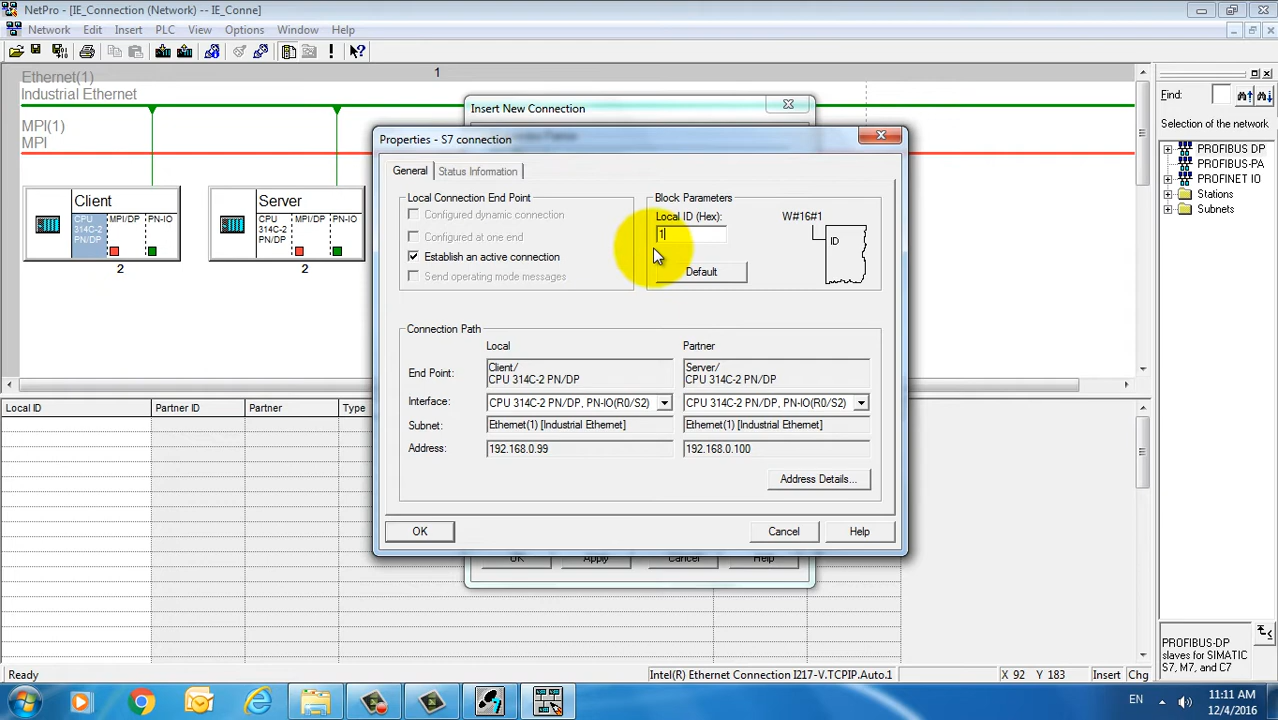 NetPro - [IE_Connection (Network) -- IE_Conne]
Network Edit Insert PLC View Options Window Help
Ethernet(1)
Industrial Ethernet
1
MPI(1)
MPI
Client
CPU 314C-2 PN/DP
MPI/DP
PN-IO
2
Server
CPU 314C-2 PN/DP
MPI/DP
PN-IO
2
Insert New Connection
Properties - S7 connection
General Status Information
Local Connection End Point
Configured dynamic connection
Configured at one end
Establish an active connection
Send operating mode messages
Block Parameters
Local ID (Hex):
W#16#1
1
ID
Default
Connection Path
Local Partner
End Point:
Client/
CPU 314C-2 PN/DP
Server/
CPU 314C-2 PN/DP
Interface: CPU 314C-2 PN/DP, PN-IO(R0/S2) CPU 314C-2 PN/DP, PN-IO(R0/S2)
Subnet: Ethernet(1) [Industrial Ethernet] Ethernet(1) [Industrial Ethernet]
Address: 192.168.0.99 192.168.0.100
Address Details...
OK Cancel Help
OK Apply Cancel Help
Local ID Partner ID Partner Type
Find:
Selection of the network
PROFIBUS DP
PROFIBUS-PA
PROFINET IO
Stations
Subnets
PROFIBUS-DP
slaves for SIMATIC
S7, M7, and C7
Ready
Intel(R) Ethernet Connection I217-V.TCPIP.Auto.1
X 92 Y 183
Insert
Chg
EN
11:11 AM
12/4/2016